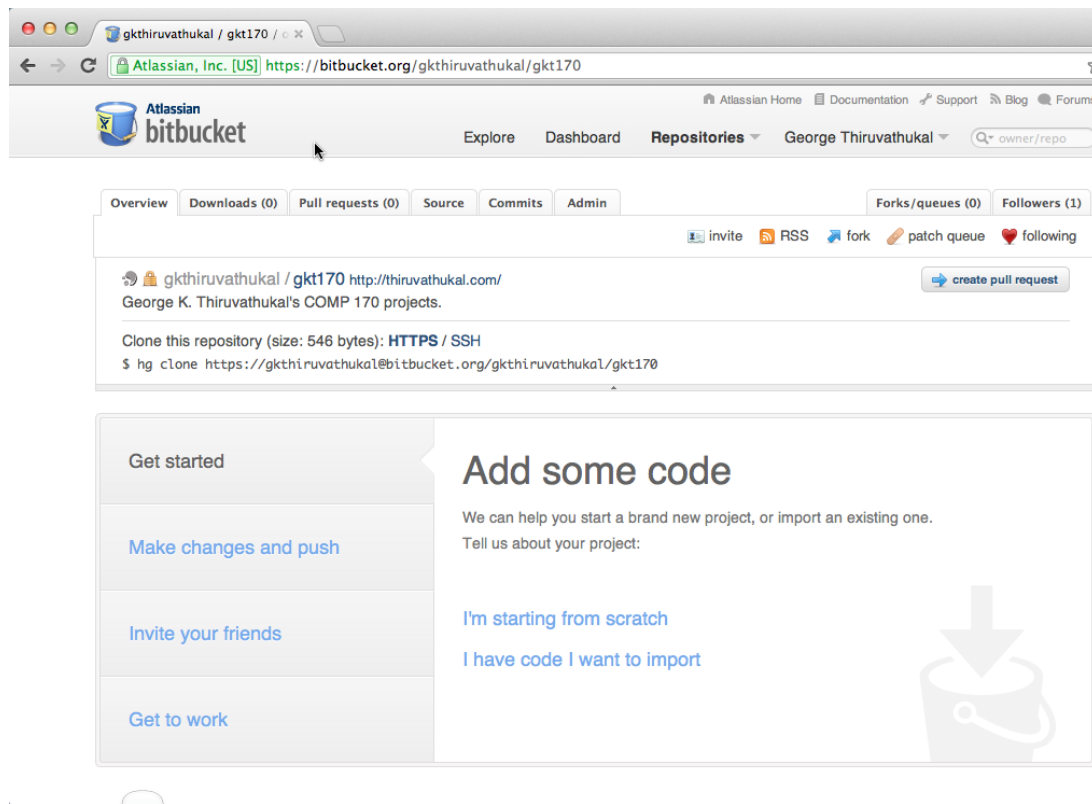 gkthiruvathukal / gkt170 /
Atlassian, Inc. [US] https://bitbucket.org/gkthiruvathukal/gkt170
Atlassian Home Documentation Support Blog Forums
Atlassian
bitbucket
Explore Dashboard Repositories George Thiruvathukal owner/repo
Overview Downloads (0) Pull requests (0) Source Commits Admin Forks/queues (0) Followers (1)
invite RSS fork patch queue following
gkthiruvathukal / gkt170 http://thiruvathukal.com/ create pull request
George K. Thiruvathukal's COMP 170 projects.
Clone this repository (size: 546 bytes): HTTPS / SSH
$ hg clone https://gkthiruvathukal@bitbucket.org/gkthiruvathukal/gkt170
Get started
Make changes and push
Invite your friends
Get to work
Add some code
We can help you start a brand new project, or import an existing one.
Tell us about your project:
I'm starting from scratch
I have code I want to import